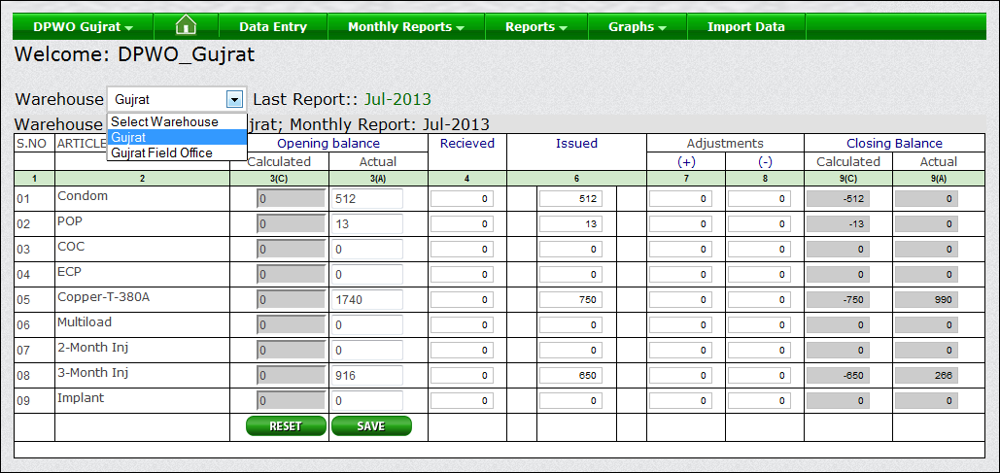 DPWO Gujrat Data Entry Monthly Reports Reports Graphs Import Data
Welcome: DPWO_Gujrat
Warehouse Gujrat Last Report:: Jul-2013
Select Warehouse
Warehouse jrat; Monthly Report: Jul-2013
Gujrat
Gujrat Field Office
S.NO ARTICLE Opening balance Recieved Issued Adjustments Closing Balance
Calculated Actual (+) (-) Calculated Actual
1 2 3(C) 3(A) 4 6 7 8 9(C) 9(A)
01 Condom 0 512 0 512 0 0 -512 0
02 POP 0 13 0 13 0 0 -13 0
03 COC 0 0 0 0 0 0 0 0
04 ECP 0 0 0 0 0 0 0 0
05 Copper-T-380A 0 1740 0 750 0 0 -750 990
06 Multiload 0 0 0 0 0 0 0 0
07 2-Month Inj 0 0 0 0 0 0 0 0
08 3-Month Inj 0 916 0 650 0 0 -650 266
09 Implant 0 0 0 0 0 0 0 0
RESET SAVE